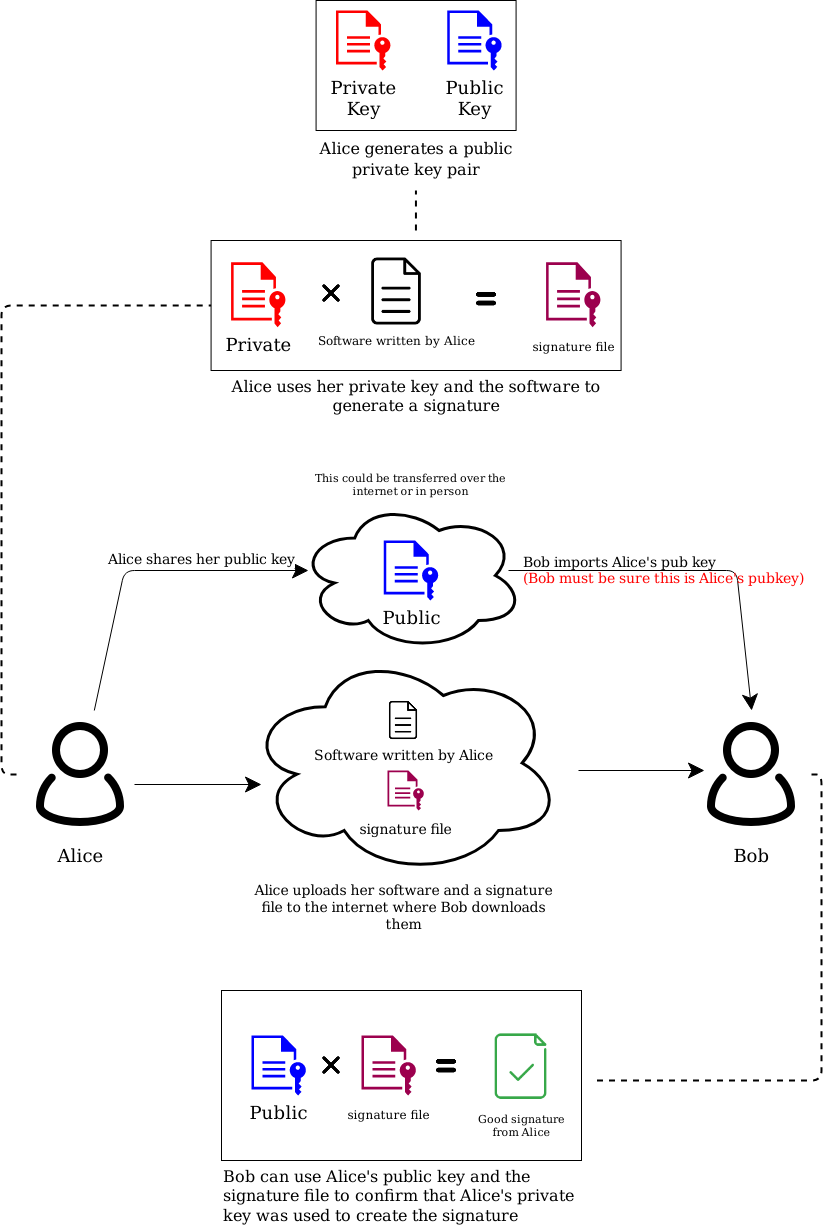 Private
Key
Public
Key
Alice generates a public
private key pair
Private
Software written by Alice
signature file
Alice uses her private key and the software to
generate a signature
This could be transferred over the
internet or in person
Alice shares her public key
Public
Bob imports Alice's pub key
(Bob must be sure this is Alice's pubkey)
Software written by Alice
signature file
Alice
Bob
Alice uploads her software and a signature
file to the internet where Bob downloads
them
Public
signature file
Good signature
from Alice
Bob can use Alice's public key and the
signature file to confirm that Alice's private
key was used to create the signature